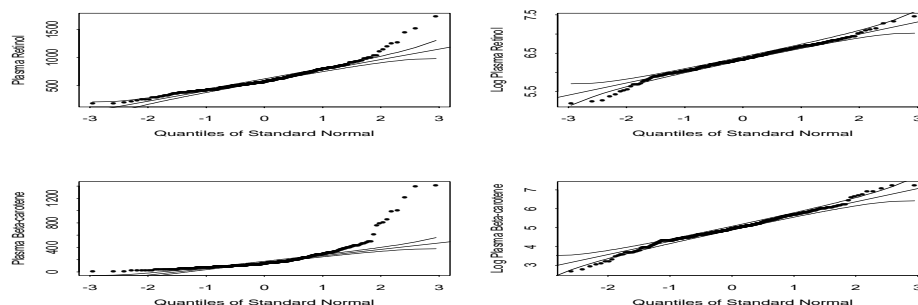 Plasma Retinol
500 1000 1500
-3 -2 -1 0 1 2 3
Quantiles of Standard Normal
Log Plasma Retinol
5.5 6.5 7.5
-3 -2 -1 0 1 2 3
Quantiles of Standard Normal
Plasma Beta-carotene
0 400 800 1200
-3 -2 -1 0 1 2 3
Quantiles of Standard Normal
Log Plasma Beta-carotene
3 4 5 6 7
-2 -1 0 1 2 3
Quantiles of Standard Normal